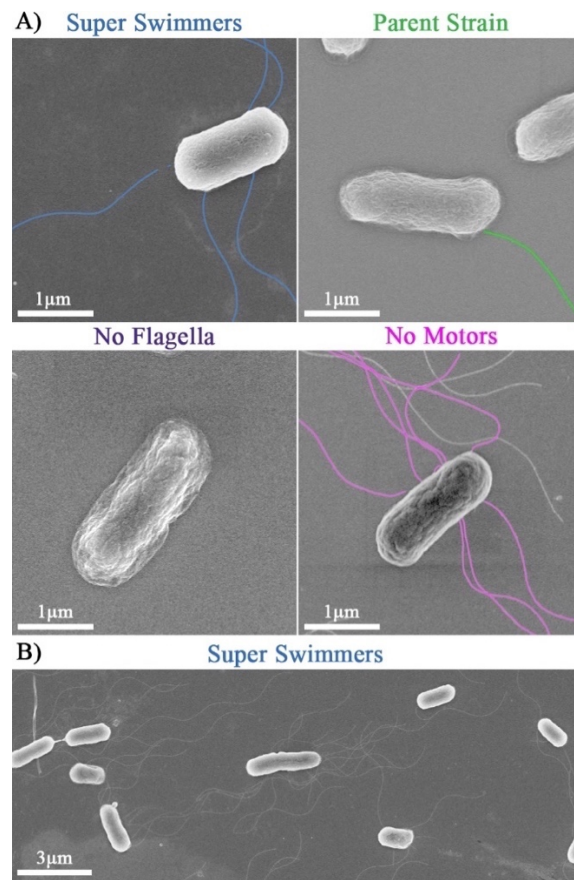 A) Super Swimmers
Parent Strain
1μm
1μm
No Flagella
No Motors
1μm
1μm
B) Super Swimmers
3μm